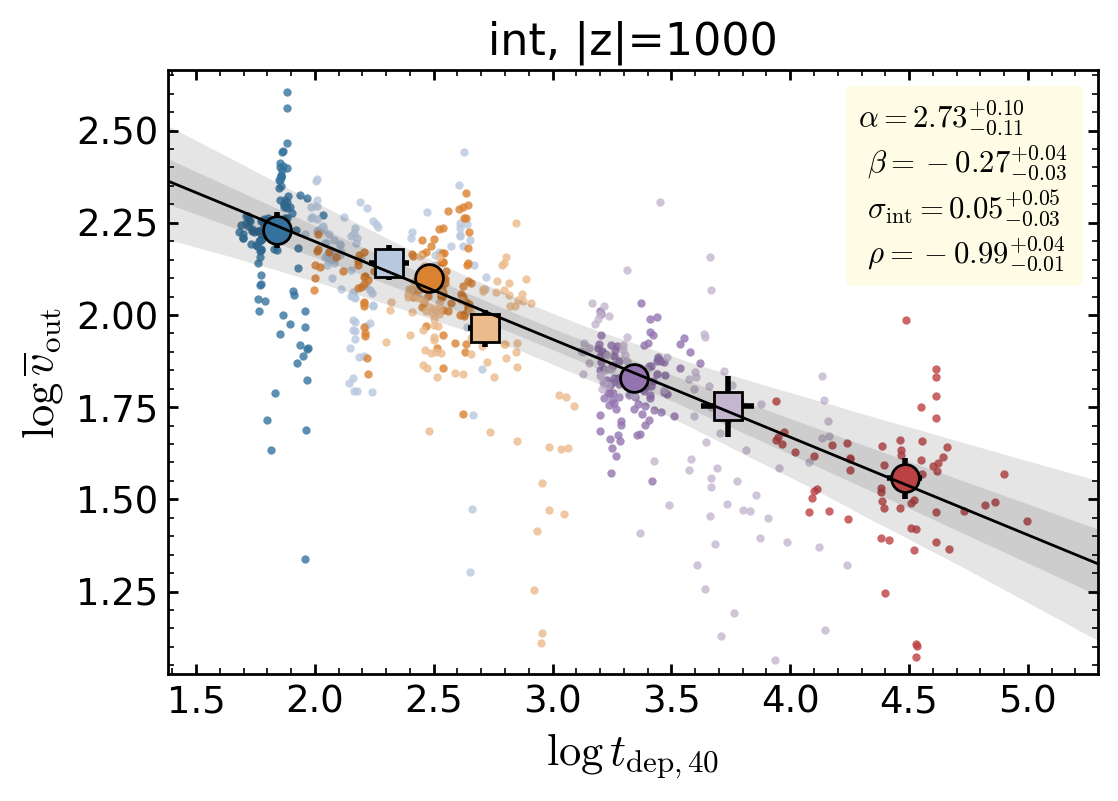 int, |z|=1000
α = 2.73 +0.10 −0.11
β = −0.27 +0.04 −0.03
σ_int = 0.05 +0.05 −0.03
ρ = −0.99 +0.04 −0.01
log v̅_out
2.50
2.25
2.00
1.75
1.50
1.25
1.5 2.0 2.5 3.0 3.5 4.0 4.5 5.0
log t_dep, 40